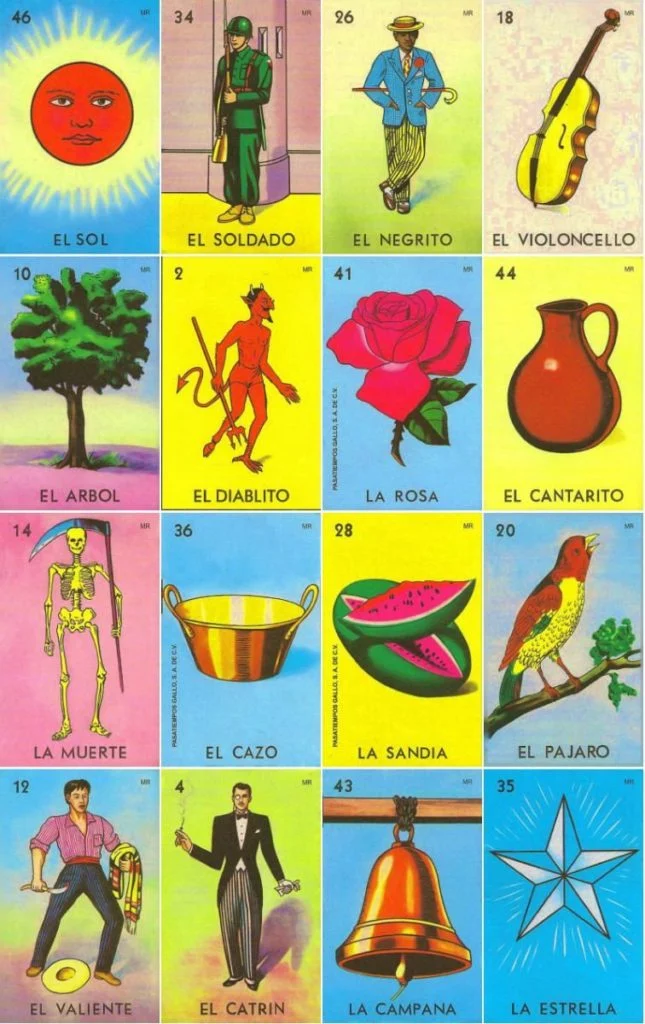 46 MR
EL SOL
34 MR
EL SOLDADO
26 MR
EL NEGRITO
18 MR
EL VIOLONCELLO
10 MR
EL ARBOL
2 MR
EL DIABLITO
41 MR
PASATIEMPOS GALLO, S. A. DE C.V.
LA ROSA
44 MR
EL CANTARITO
14 MR
LA MUERTE
36 MR
PASATIEMPOS GALLO, S. A. DE C.V.
EL CAZO
28 MR
PASATIEMPOS GALLO, S. A. DE C.V.
LA SANDIA
20 MR
EL PAJARO
12 MR
EL VALIENTE
4 MR
EL CATRIN
43 MR
LA CAMPANA
35 MR
LA ESTRELLA